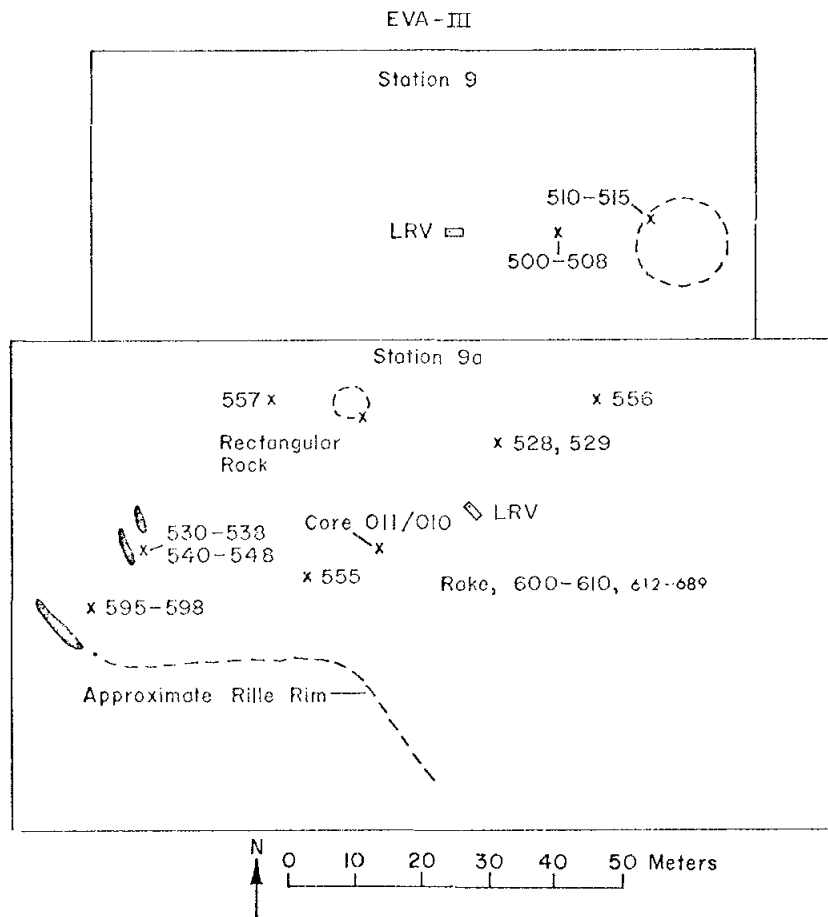 EVA-III
Station 9
510-515
LRV
500-508
Station 9a
557 x
x 556
Rectangular
Rock
x 528, 529
Core 011/010
LRV
530-538
x 540-548
x 555
Rake, 600-610, 612-689
x 595-598
Approximate Rille Rim
N
0 10 20 30 40 50 Meters